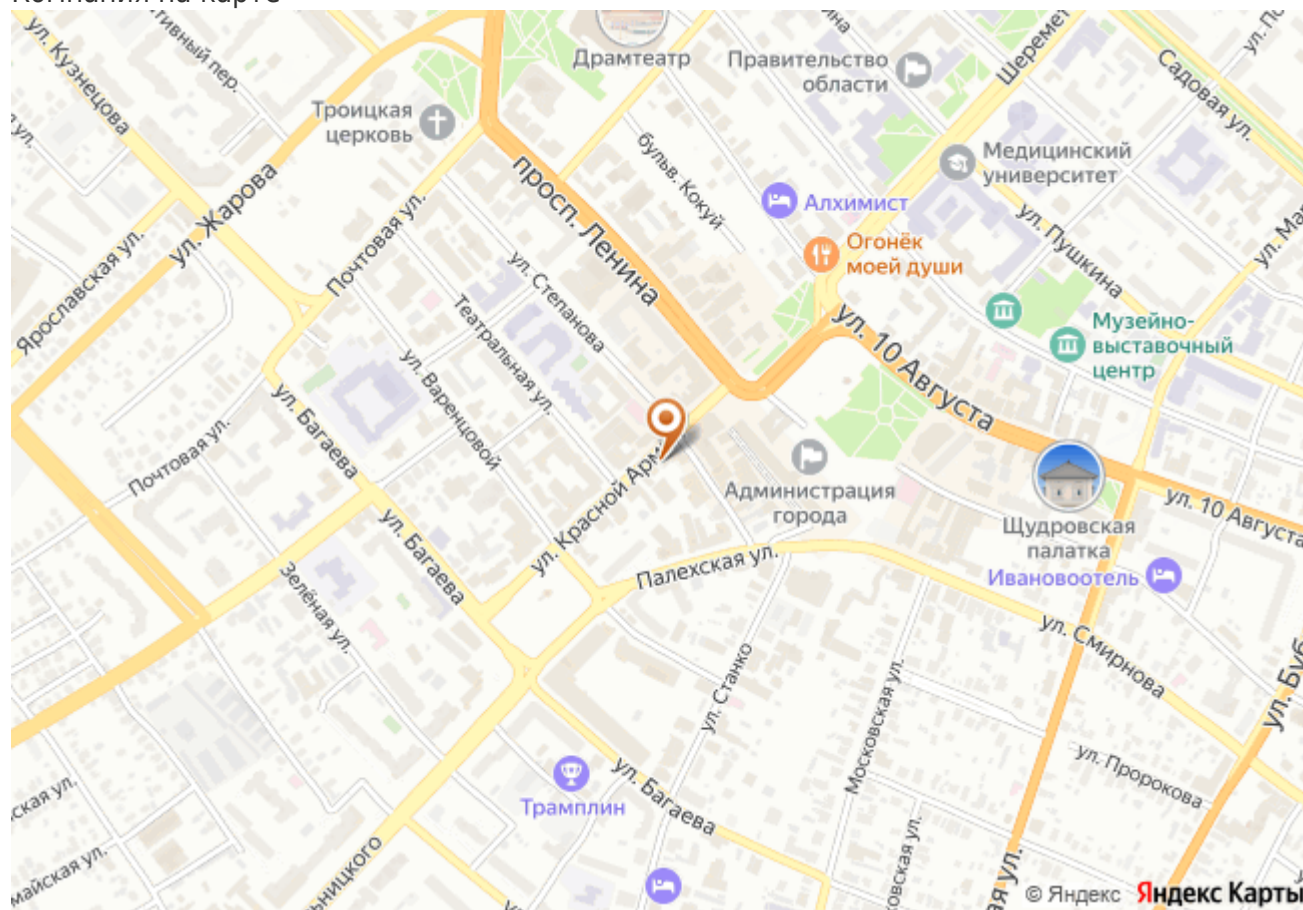 Компания на карте
ул. Кузнецова
Драмтеатр
Правительство
области
Садовая ул.
Троицкая
церковь
Медицинский
университет
бульв. Кокуй
просп. Ленина
Алхимист
ул. Жарова
Почтовая ул.
ул. Пушкина
Ярославская ул.
Огонёк
моей души
ул. Степанова
Театральная ул.
ул. 10 Августа
Музейно-
выставочный
центр
ул. Варенцовой
ул. Багаева
Почтовая ул.
ул. Красной Арм
Администрация
города
ул. 10 Августа
Щудровская
палатка
ул. Багаева
Палехская ул.
Ивановоотель
Зелёная ул.
ул. Смирнова
ул. Станко
Московская ул.
ул. Пророкова
ул. Багаева
Трамплин
© Яндекс Яндекс Карты